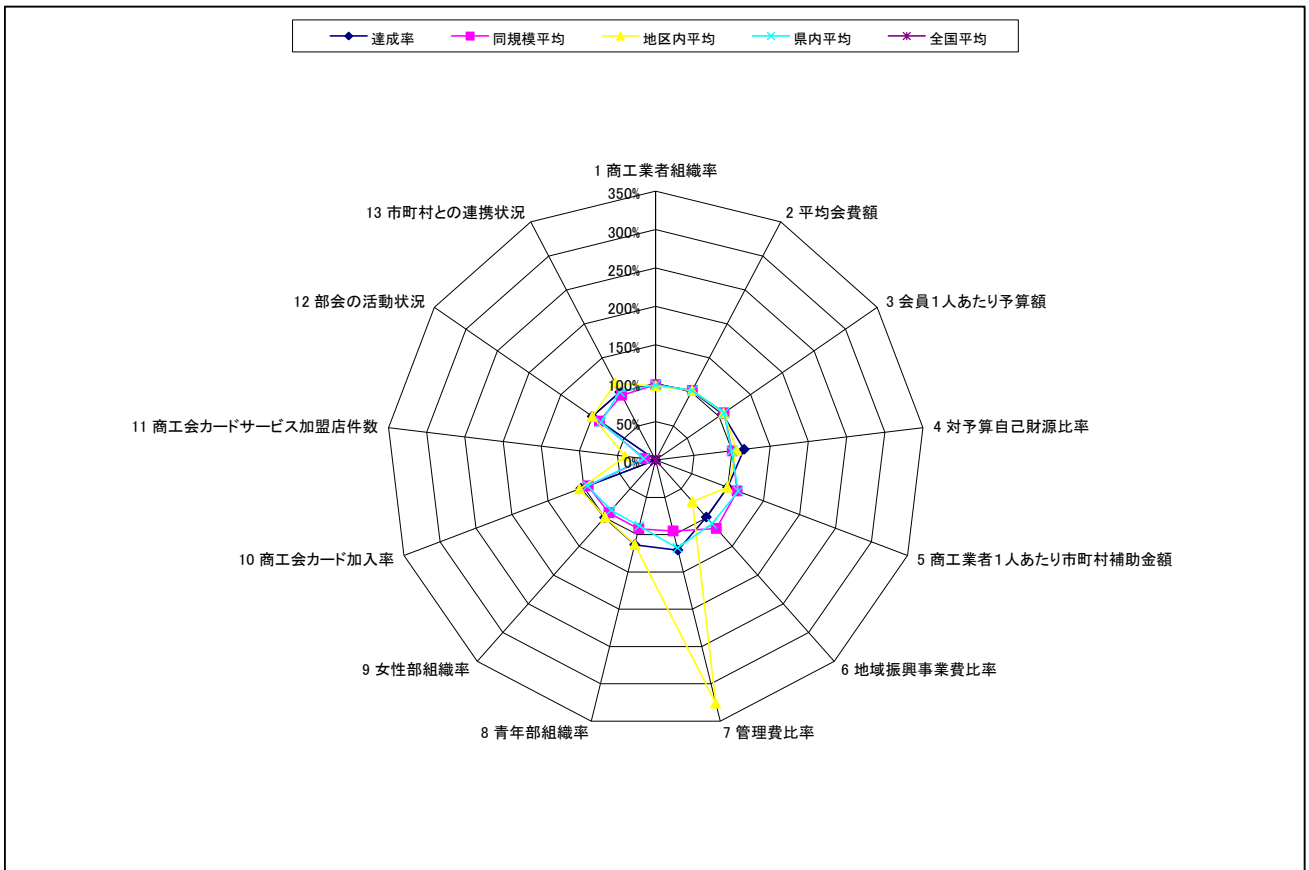 達成率 同規模平均 地区内平均 県内平均 全国平均
1 商工業者組織率
2 平均会費額
3 会員1人あたり予算額
4 対予算自己財源比率
5 商工業者1人あたり市町村補助金額
6 地域振興事業費比率
7 管理費比率
8 青年部組織率
9 女性部組織率
10 商工会カード加入率
11 商工会カードサービス加盟店件数
12 部会の活動状況
13 市町村との連携状況
350%
300%
250%
200%
150%
100%
50%
0%